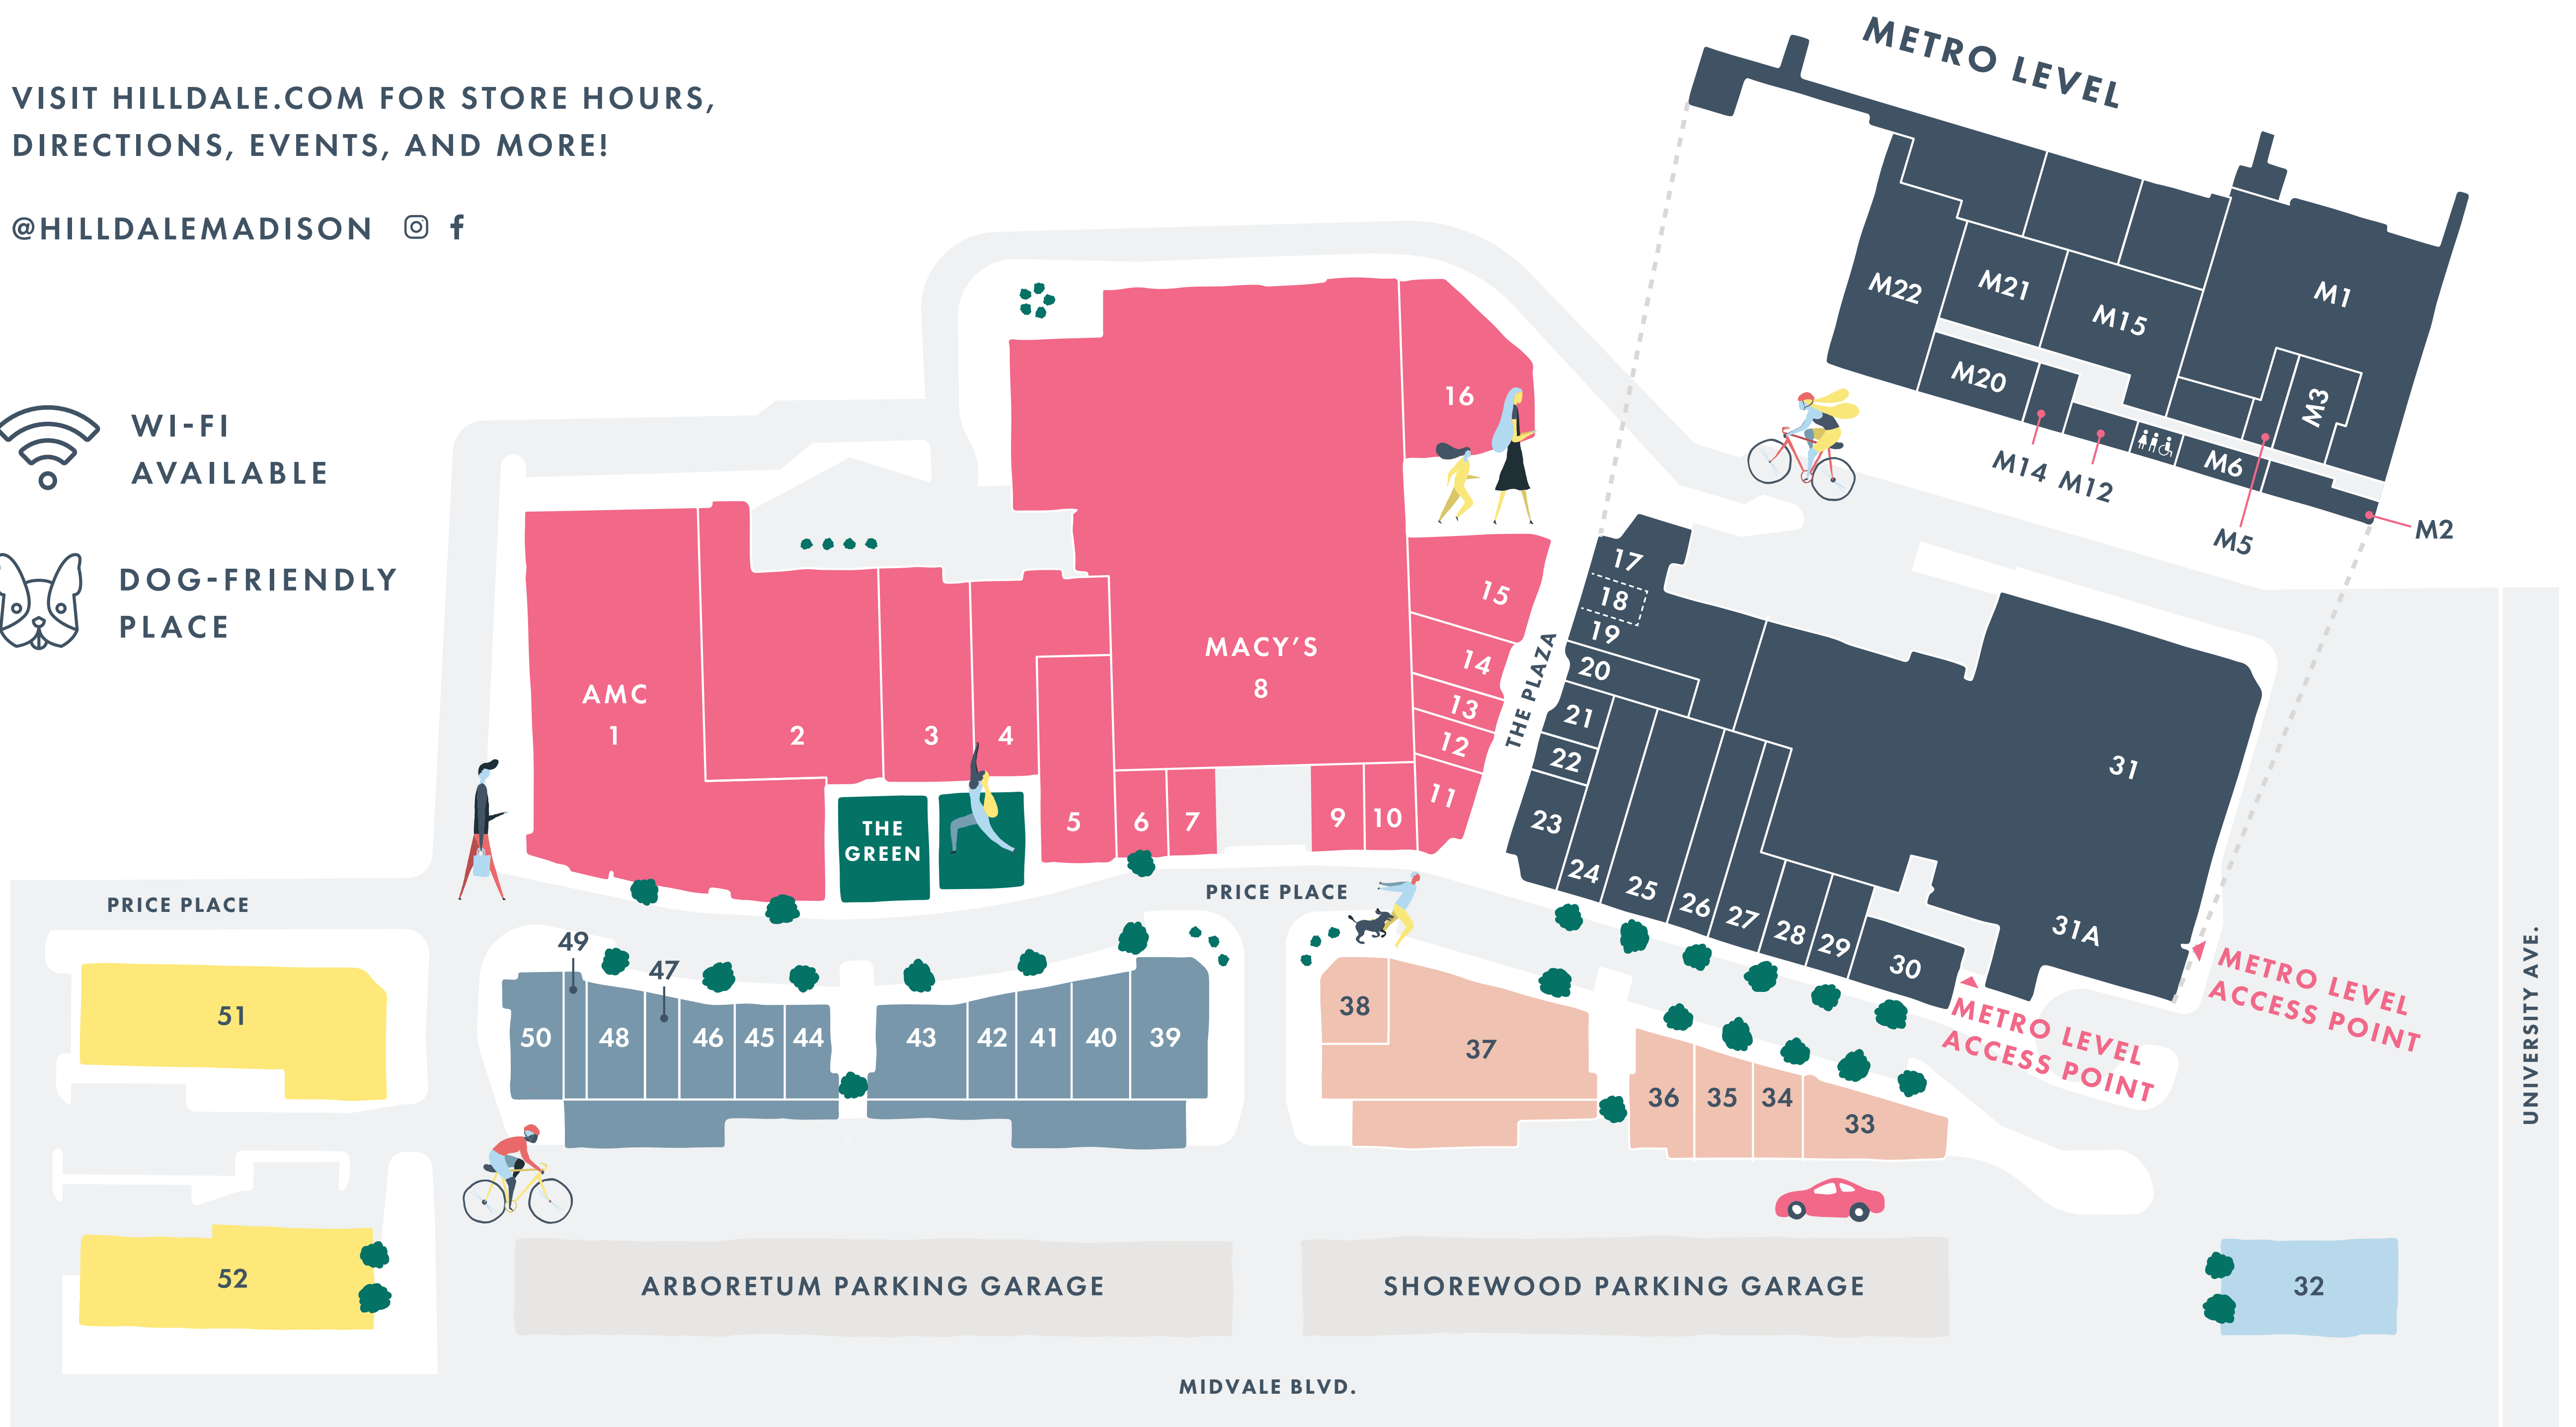 METRO LEVEL
VISIT HILLDALE.COM FOR STORE HOURS,
DIRECTIONS, EVENTS, AND MORE!
@HILLDALEMADISON
WI-FI
AVAILABLE
DOG-FRIENDLY
PLACE
M22
M21
M15
M1
M20
M3
M14
M12
M6
M5
M2
16
15
14
13
12
11
THE PLAZA
17
18
19
20
21
22
23
24
25
26
27
28
29
30
31
31A
AMC
1
2
3
4
MACY'S
8
5
6
7
9
10
THE
GREEN
PRICE PLACE
PRICE PLACE
METRO LEVEL
ACCESS POINT
METRO LEVEL
ACCESS POINT
UNIVERSITY AVE.
49
47
50
48
46
45
44
43
42
41
40
39
38
37
36
35
34
33
51
52
ARBORETUM PARKING GARAGE
SHOREWOOD PARKING GARAGE
32
MIDVALE BLVD.